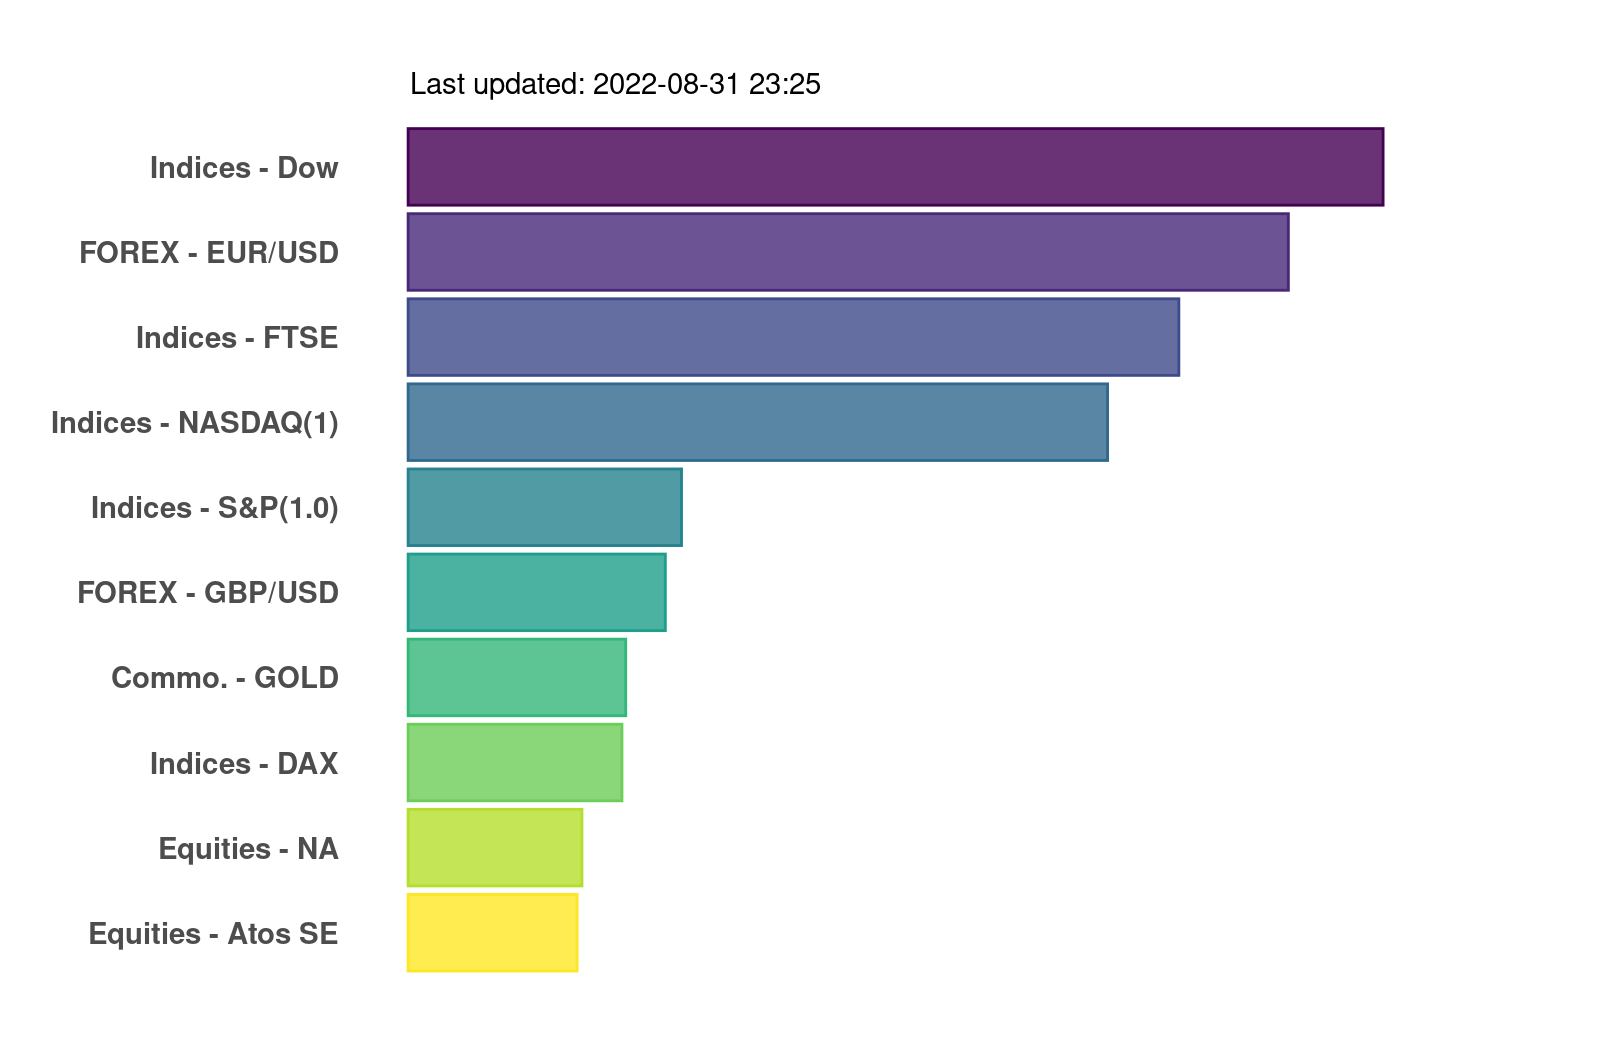 Last updated: 2022-08-31 23:25
Indices - Dow
FOREX - EUR/USD
Indices - FTSE
Indices - NASDAQ(1)
Indices - S&P(1.0)
FOREX - GBP/USD
Commo. - GOLD
Indices - DAX
Equities - NA
Equities - Atos SE